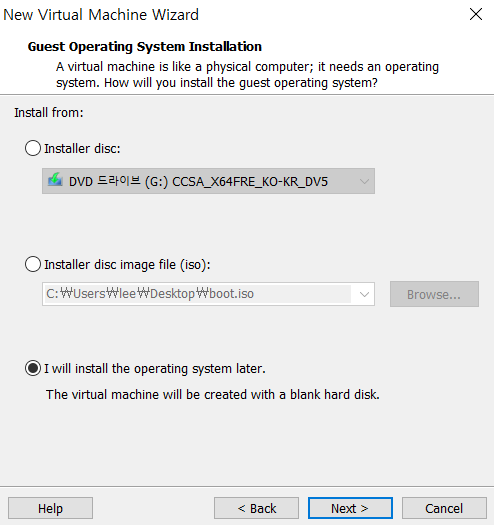 New Virtual Machine Wizard
Guest Operating System Installation
A virtual machine is like a physical computer; it needs an operating
system. How will you install the guest operating system?
Install from:
Installer disc:
DVD 드라이브 (G:) CCSA_X64FRE_KO-KR_DV5
Installer disc image file (iso):
C:₩Users₩lee₩Desktop₩boot.iso
Browse...
I will install the operating system later.
The virtual machine will be created with a blank hard disk.
Help
< Back
Next >
Cancel